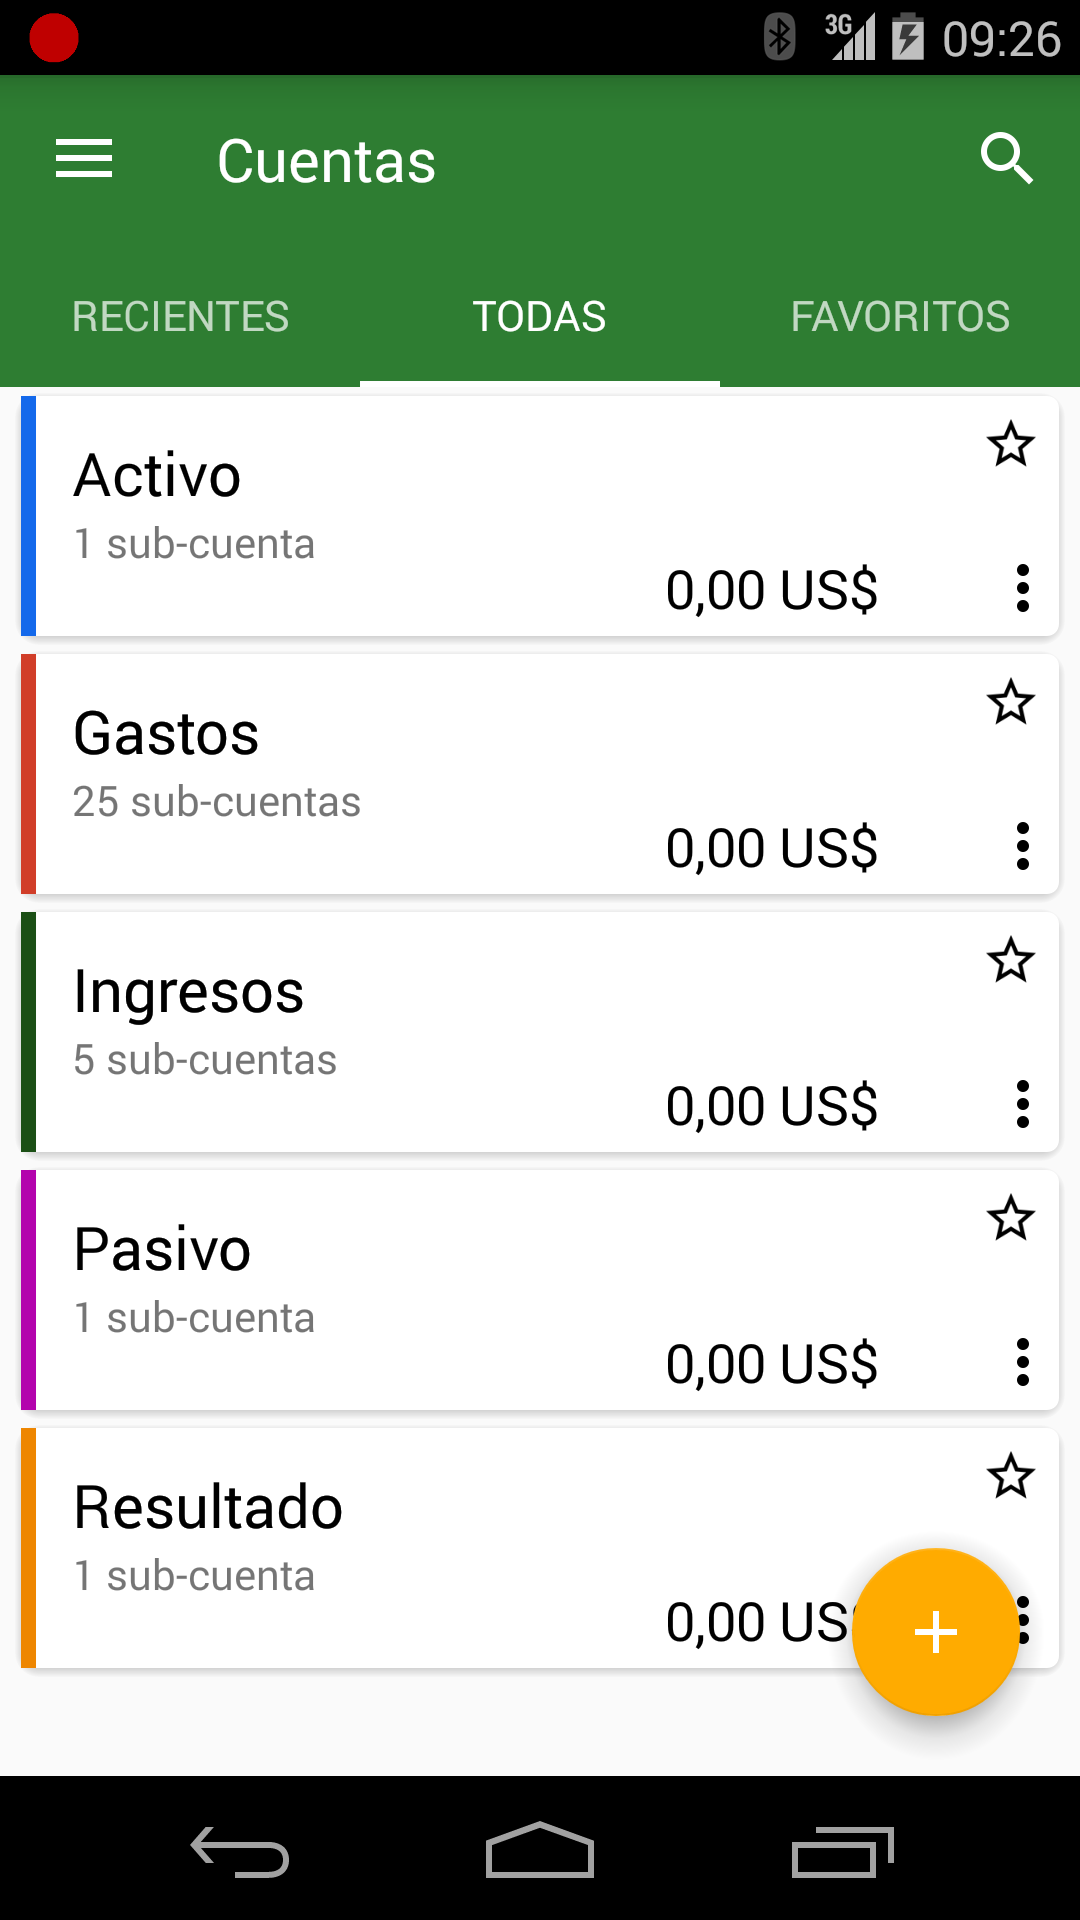 3G 09:26
Cuentas
RECIENTES TODAS FAVORITOS
Activo
1 sub-cuenta
0,00 US$
Gastos
25 sub-cuentas
0,00 US$
Ingresos
5 sub-cuentas
0,00 US$
Pasivo
1 sub-cuenta
0,00 US$
Resultado
1 sub-cuenta
0,00 US$